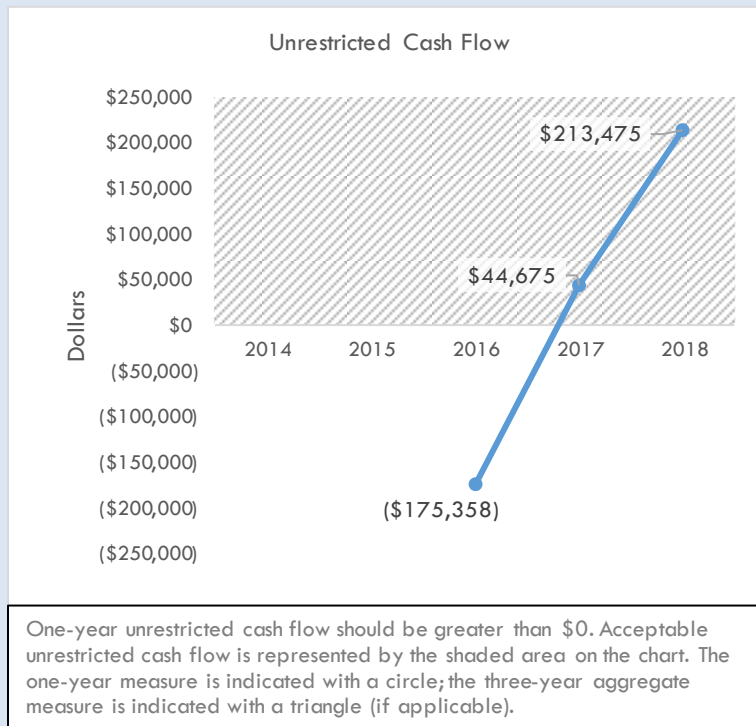 Unrestricted Cash Flow
$250,000
$200,000
$150,000
$100,000
$50,000
$0
($50,000)
($100,000)
($150,000)
($200,000)
($250,000)
Dollars
2014 2015 2016 2017 2018
$213,475
$44,675
($175,358)
One-year unrestricted cash flow should be greater than $0. Acceptable
unrestricted cash flow is represented by the shaded area on the chart. The
one-year measure is indicated with a circle; the three-year aggregate
measure is indicated with a triangle (if applicable).